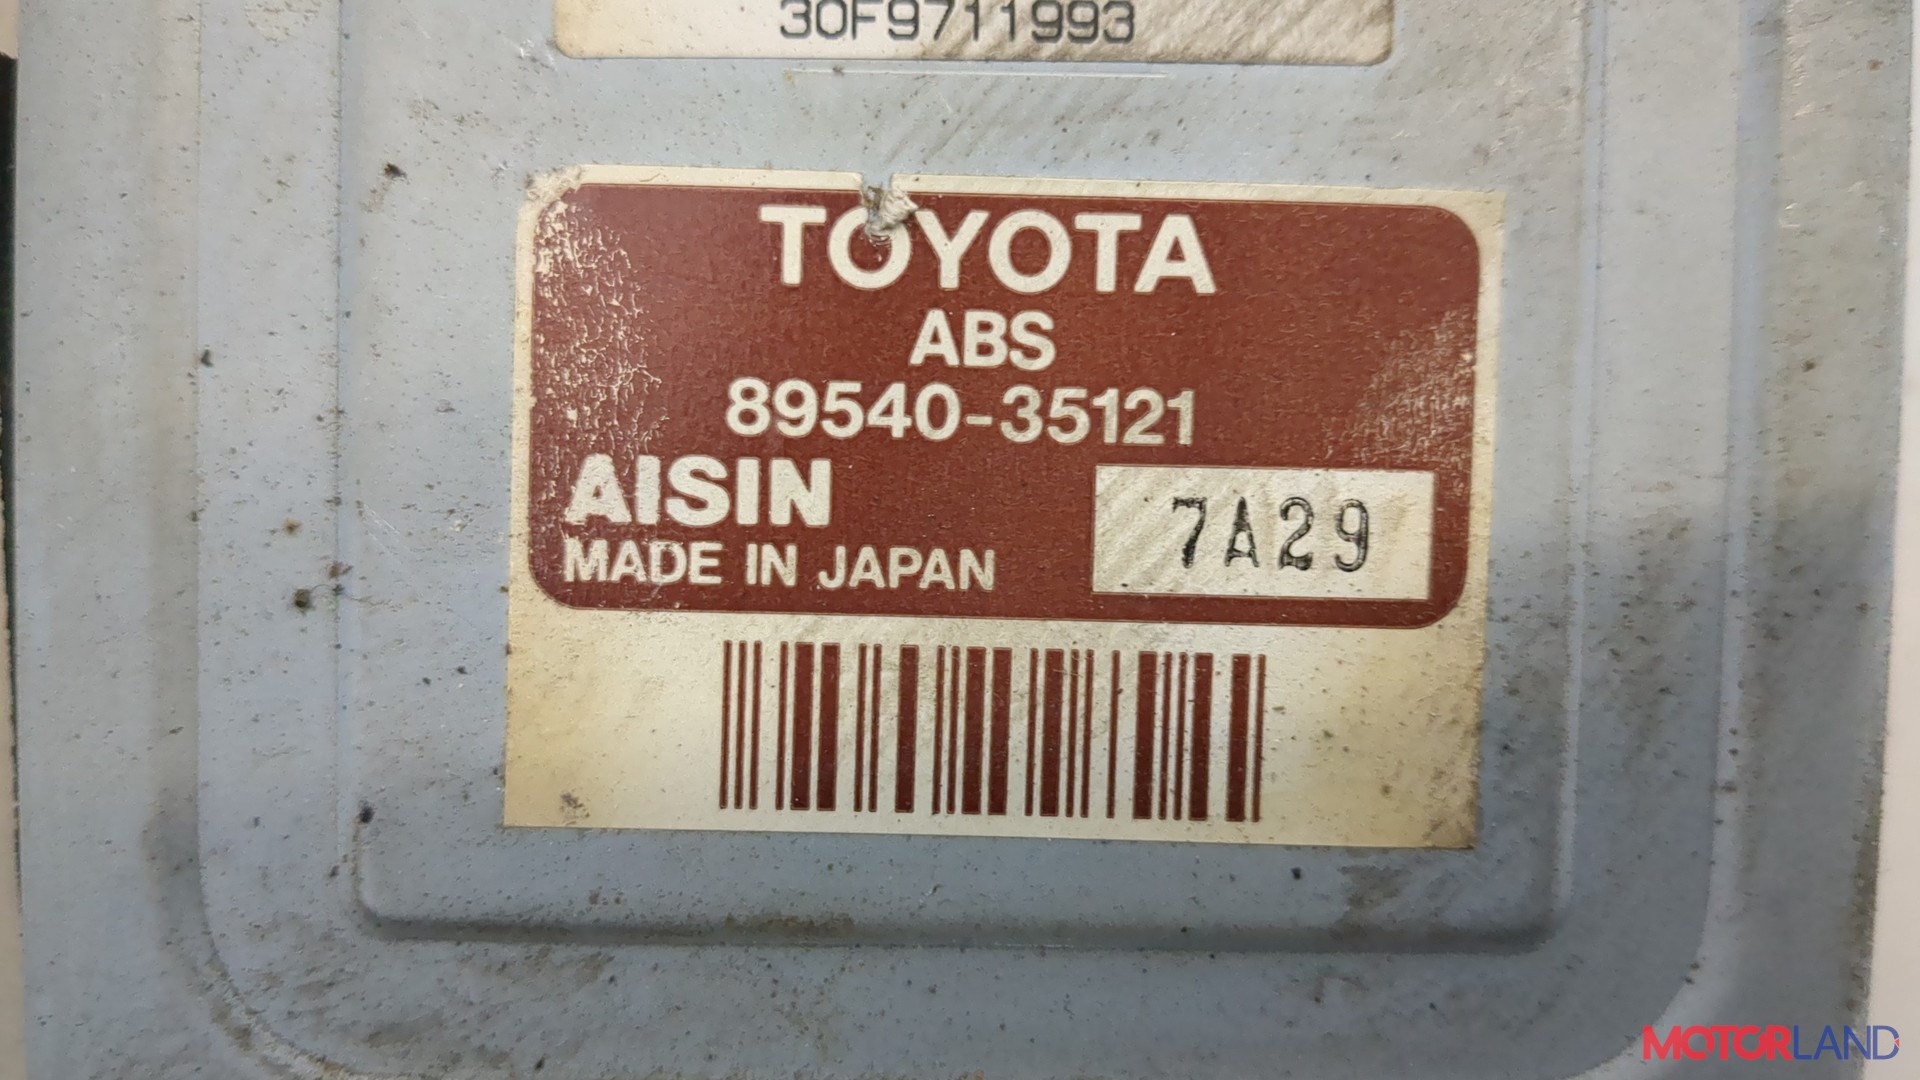 30F9711993
TOYOTA
ABS
89540-35121
AISIN
MADE IN JAPAN
7A29
MOTORLAND